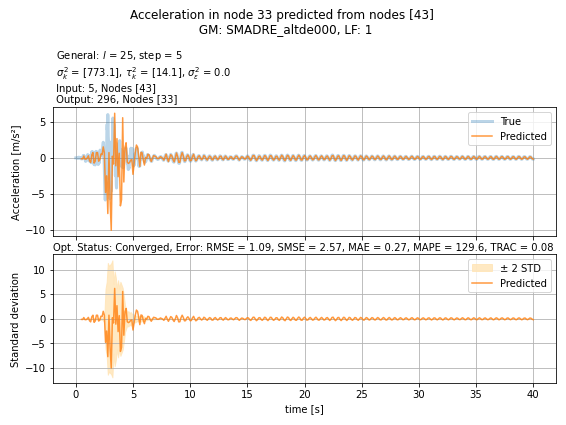 Acceleration in node 33 predicted from nodes [43]
GM: SMADRE_altde000, LF: 1
General: l = 25, step = 5
σ²ₖ = [773.1], τ²ₖ = [14.1], σ²ε = 0.0
Input: 5, Nodes [43]
Output: 296, Nodes [33]
True
Predicted
Acceleration [m/s²]
5
0
−5
−10
Opt. Status: Converged, Error: RMSE = 1.09, SMSE = 2.57, MAE = 0.27, MAPE = 129.6, TRAC = 0.08
± 2 STD
Predicted
Standard deviation
10
5
0
−5
−10
0 5 10 15 20 25 30 35 40
time [s]